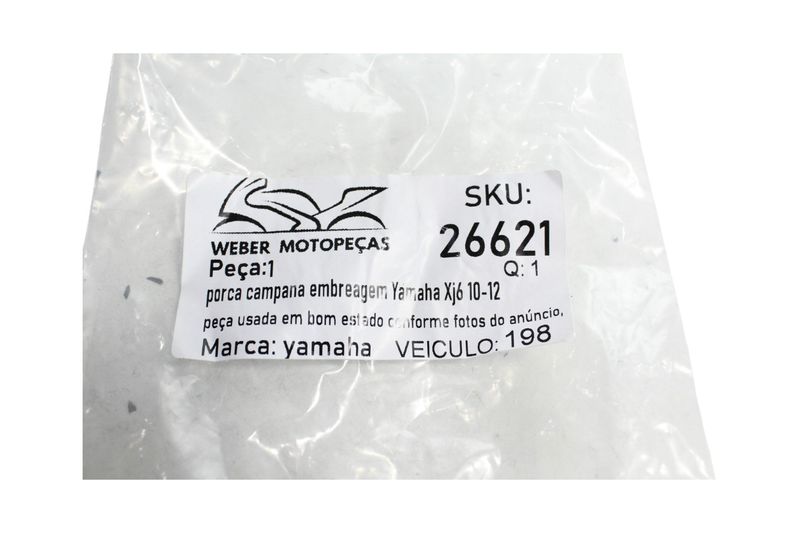 SKU:
WEBER MOTOPEÇAS
26621
Peça:1
Q: 1
porca campana embreagem Yamaha Xj6 10-12
peça usada em bom estado conforme fotos do anúncio.
Marca: yamaha VEICULO: 198